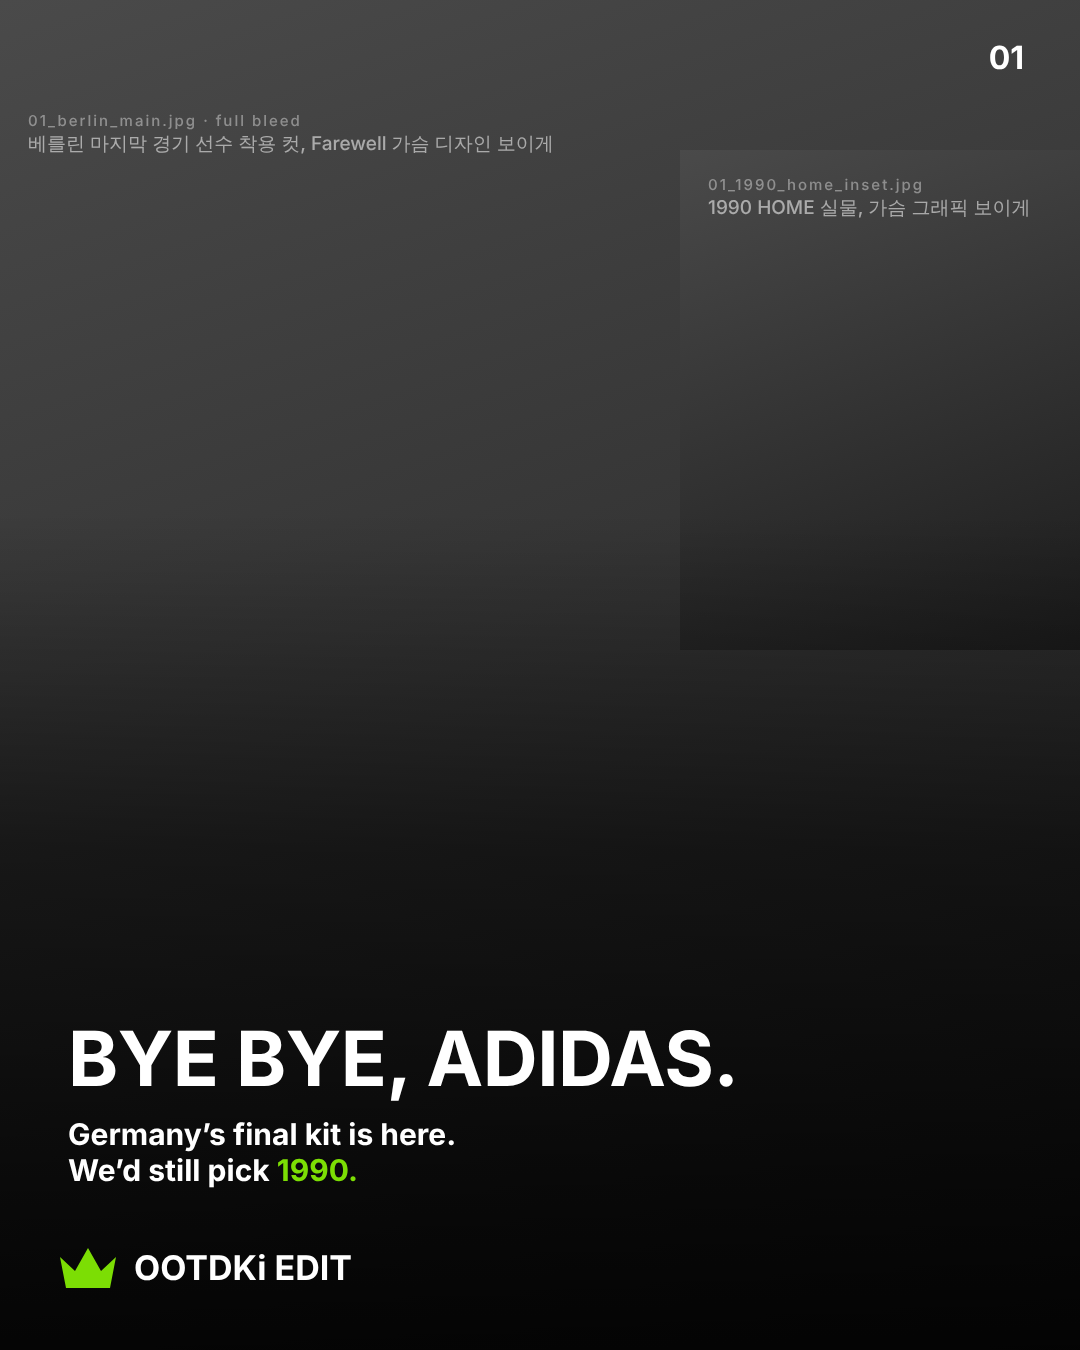 01
01_berlin_main.jpg · full bleed
베를린 마지막 경기 선수 착용 컷, Farewell 가슴 디자인 보이게
01_1990_home_inset.jpg
1990 HOME 실물, 가슴 그래픽 보이게
BYE BYE, ADIDAS.
Germany’s final kit is here.
We’d still pick 1990.
OOTDKi EDIT